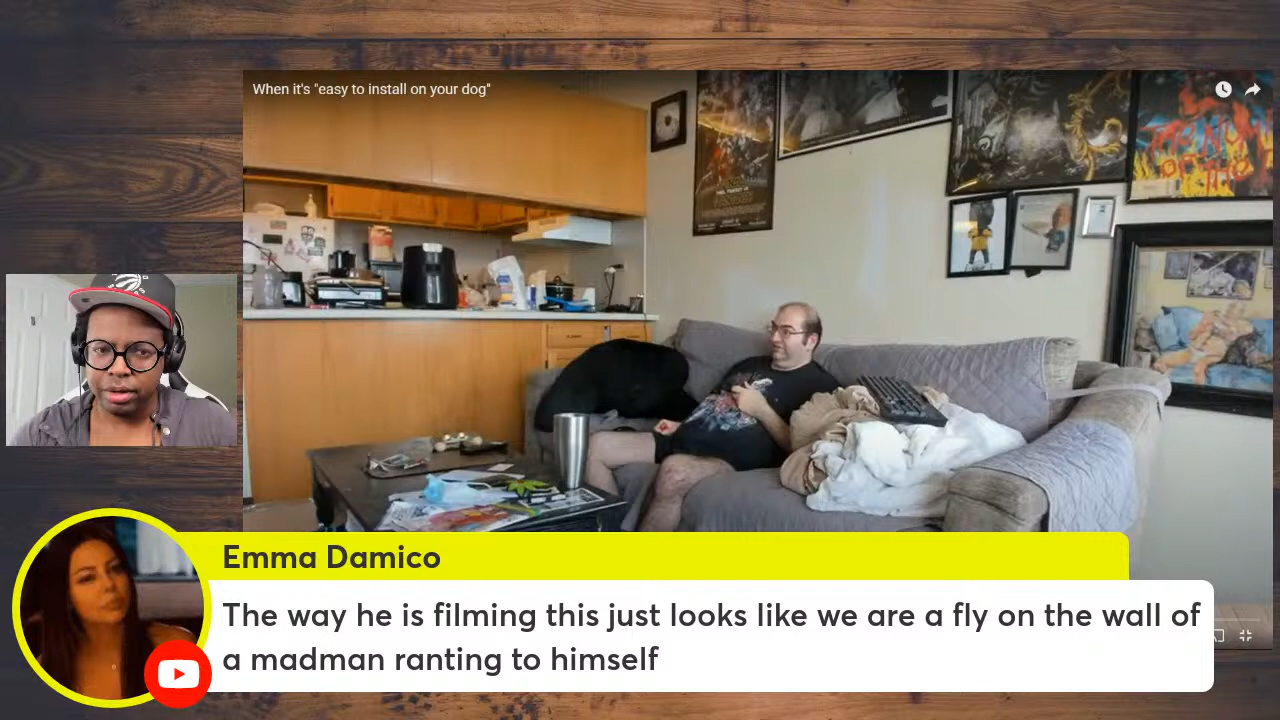 When it's "easy to install on your dog"
Emma Damico
The way he is filming this just looks like we are a fly on the wall of
a madman ranting to himself